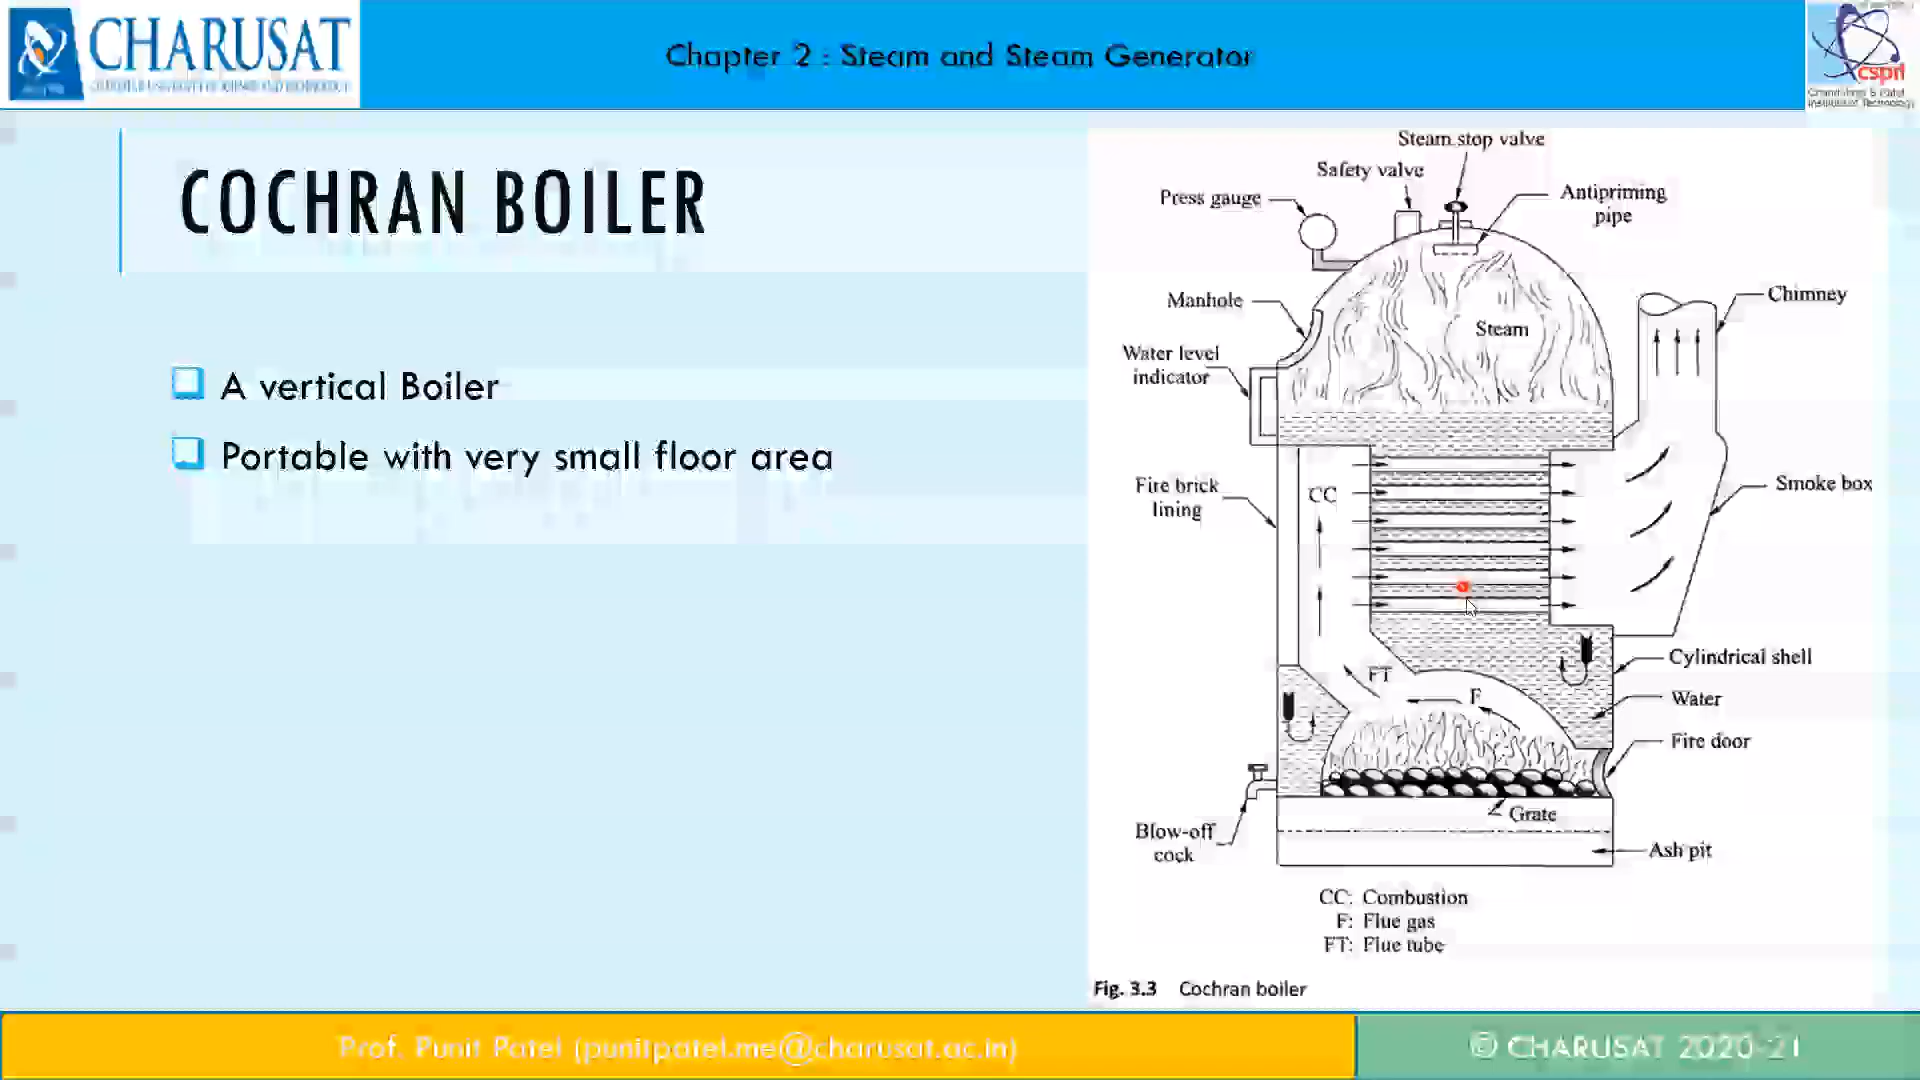 CHARUSAT
Chapter 2 : Steam and Steam Generator
cspit
COCHRAN BOILER
A vertical Boiler
Portable with very small floor area
Steam stop valve
Safety valve
Press gauge
Antipriming
pipe
Manhole
Steam
Chimney
Water level
indicator
Fire brick
lining
CC
Smoke box
FT
F
Cylindrical shell
Water
Fire door
Grate
Blow-off
cock
Ash pit
CC: Combustion
F: Flue gas
FT: Plue tube
Fig. 3.3 Cochran boiler
Prof. Punit Patel (punitpatel.me@charusat.ac.in)
© CHARUSAT 2020-21